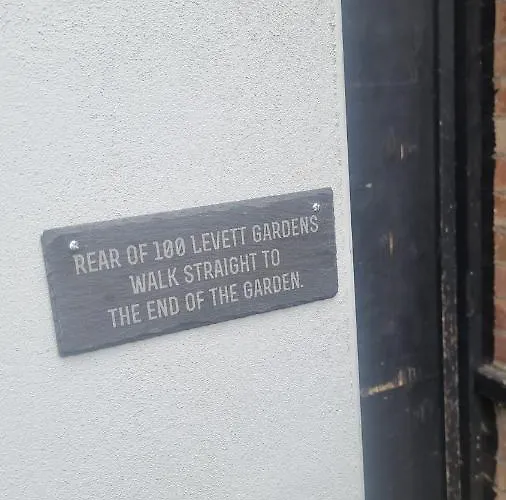 REAR OF 100 LEVETT GARDENS
WALK STRAIGHT TO
THE END OF THE GARDEN.